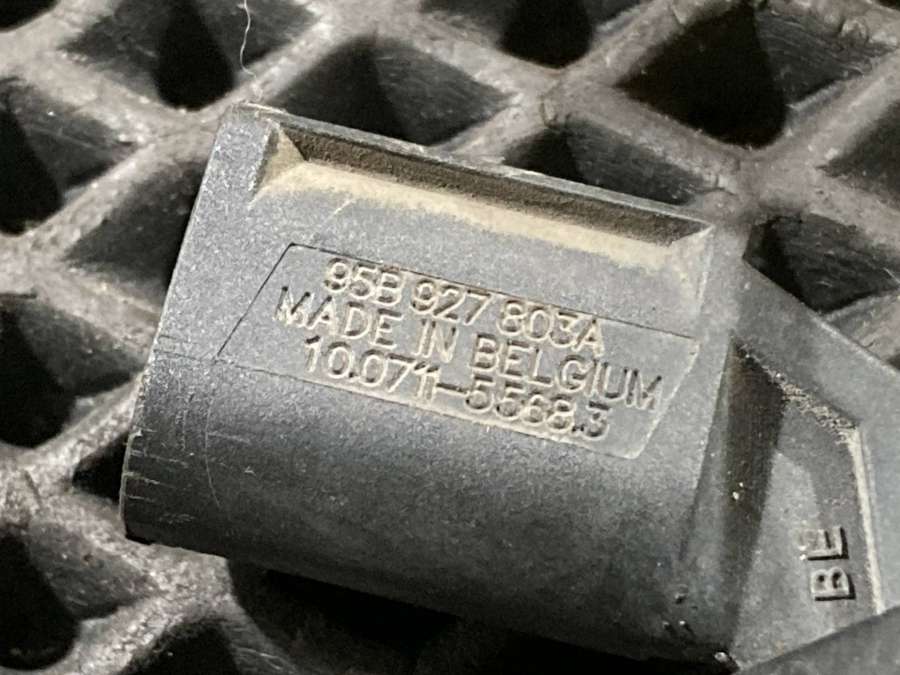 95B 927 803A
MADE IN BELGIUM
10.0711-5568.3
BE